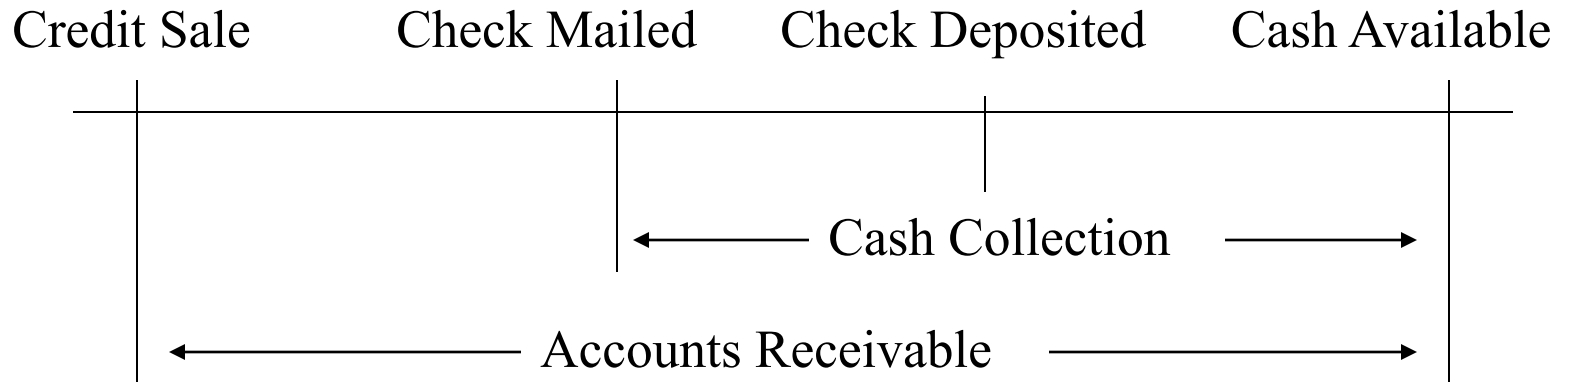 Credit Sale Check Mailed Check Deposited Cash Available
Cash Collection
Accounts Receivable